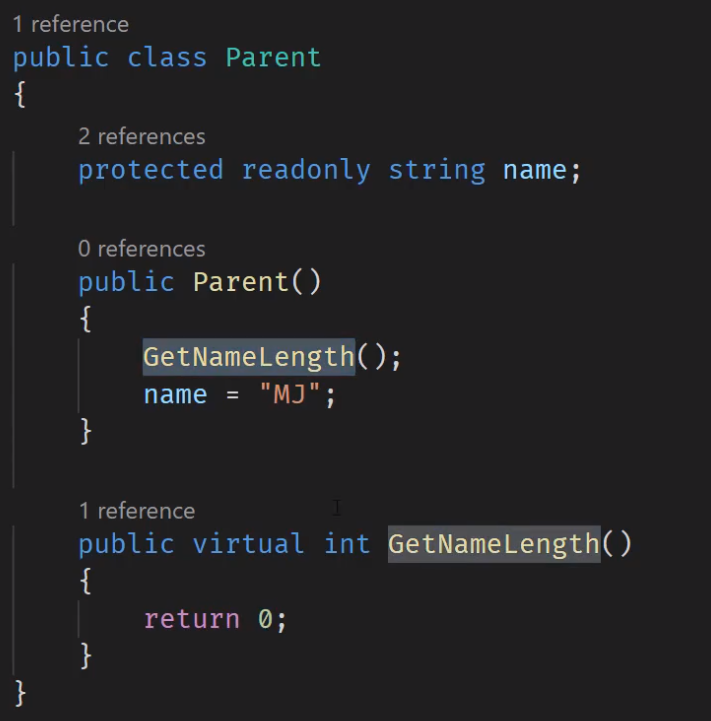 1 reference
public class Parent
{
2 references
protected readonly string name;
0 references
public Parent()
{
GetNameLength();
name = "MJ";
}
1 reference
public virtual int GetNameLength()
{
return 0;
}
}